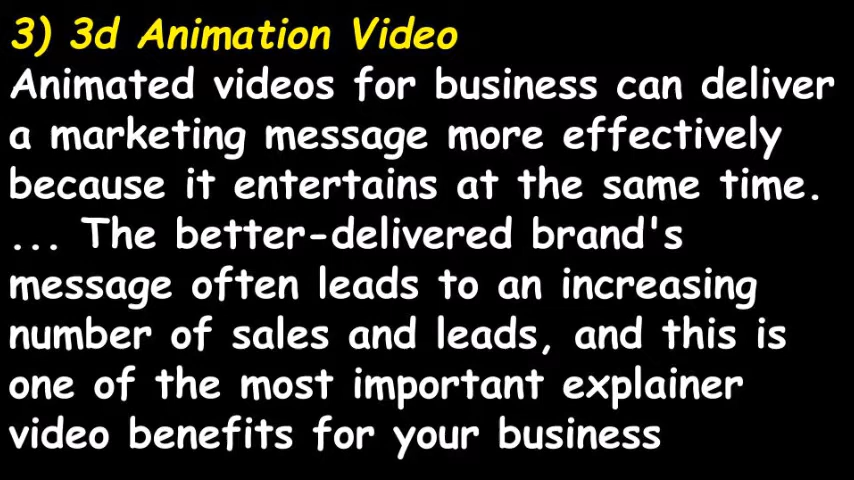 3) 3d Animation Video
Animated videos for business can deliver
a marketing message more effectively
because it entertains at the same time.
... The better-delivered brand's
message often leads to an increasing
number of sales and leads, and this is
one of the most important explainer
video benefits for your business